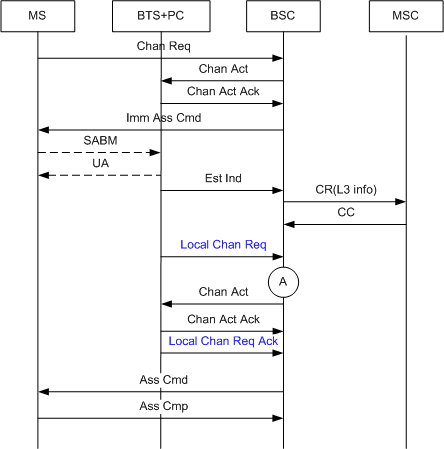 MS BTS+PC BSC MSC
Chan Req
Chan Act
Chan Act Ack
Imm Ass Cmd
SABM
UA
Est Ind
CR(L3 info)
CC
Local Chan Req
A
Chan Act
Chan Act Ack
Local Chan Req Ack
Ass Cmd
Ass Cmp